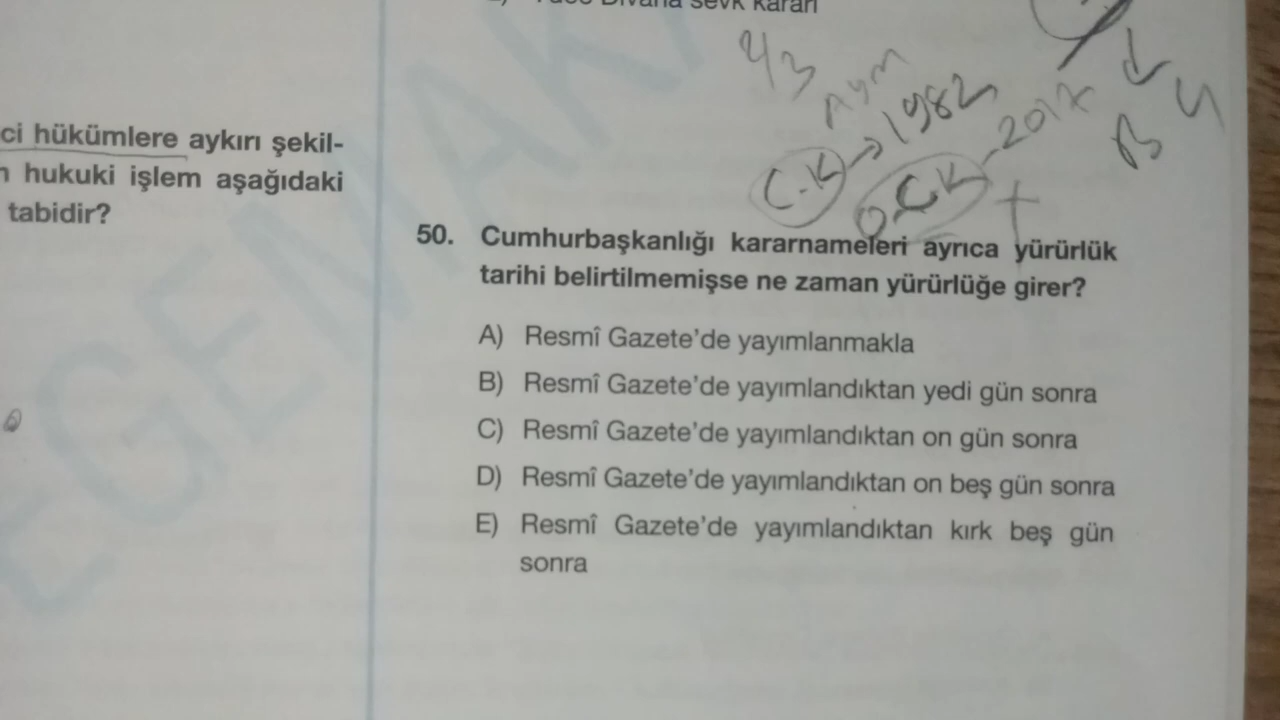 sevk kararı
4/3
Aym
C.K → 1982
O.CK - 2017
B
ci hükümlere aykırı şekil-
hukuki işlem aşağıdaki
tabidir?
50. Cumhurbaşkanlığı kararnameleri ayrıca yürürlük
tarihi belirtilmemişse ne zaman yürürlüğe girer?
A) Resmî Gazete'de yayımlanmakla
B) Resmî Gazete'de yayımlandıktan yedi gün sonra
C) Resmî Gazete'de yayımlandıktan on gün sonra
D) Resmî Gazete'de yayımlandıktan on beş gün sonra
E) Resmî Gazete'de yayımlandıktan kırk beş gün
sonra